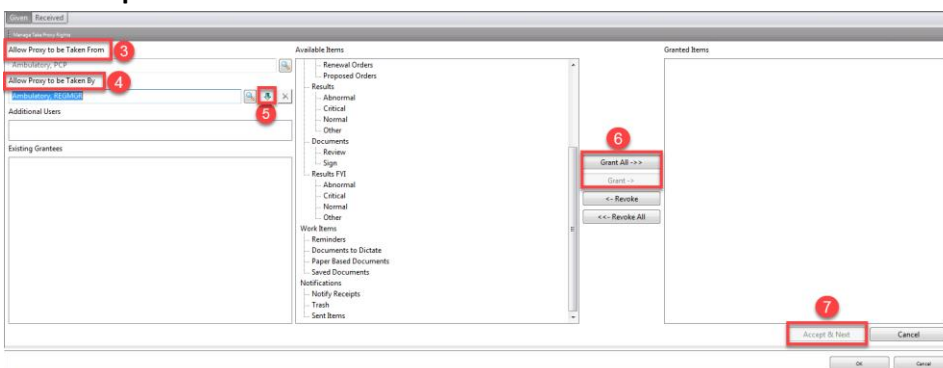 Given Received
Manage Take Proxy Rights
Allow Proxy to be Taken From
3
Ambulatory, PCP
Allow Proxy to be Taken By
4
Ambulatory, REGMGR
5
Additional Users
Existing Grantees
Available Items
Renewal Orders
Proposed Orders
Results
Abnormal
Critical
Normal
Other
Documents
Review
Sign
Results FYI
Abnormal
Critical
Normal
Other
Work Items
Reminders
Documents to Dictate
Paper Based Documents
Saved Documents
Notifications
Notify Receipts
Trash
Sent Items
6
Grant All ->>
Grant ->
<- Revoke
<<- Revoke All
Granted Items
7
Accept & Next Cancel
OK Cancel